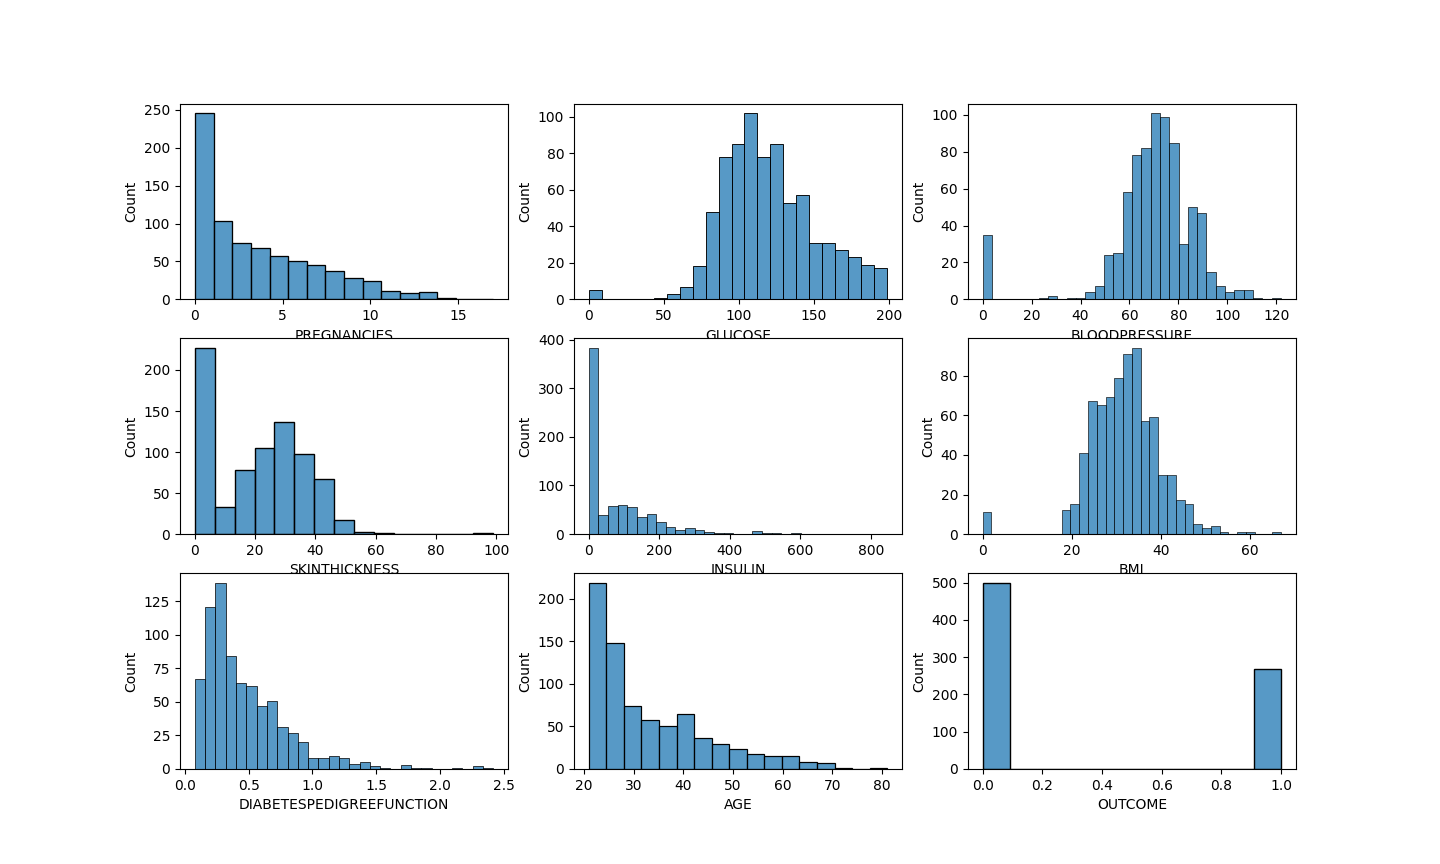 250
200
150
100
50
0
Count
0 5 10 15
PREGNANCIES
100
80
60
40
20
0
Count
0 50 100 150 200
GLUCOSE
100
80
60
40
20
0
Count
0 20 40 60 80 100 120
BLOODPRESSURE
200
150
100
50
0
Count
0 20 40 60 80 100
SKINTHICKNESS
400
300
200
100
0
Count
0 200 400 600 800
INSULIN
80
60
40
20
0
Count
0 20 40 60
BMI
125
100
75
50
25
0
Count
0.0 0.5 1.0 1.5 2.0 2.5
DIABETESPEDIGREEFUNCTION
200
150
100
50
0
Count
20 30 40 50 60 70 80
AGE
500
400
300
200
100
0
Count
0.0 0.2 0.4 0.6 0.8 1.0
OUTCOME